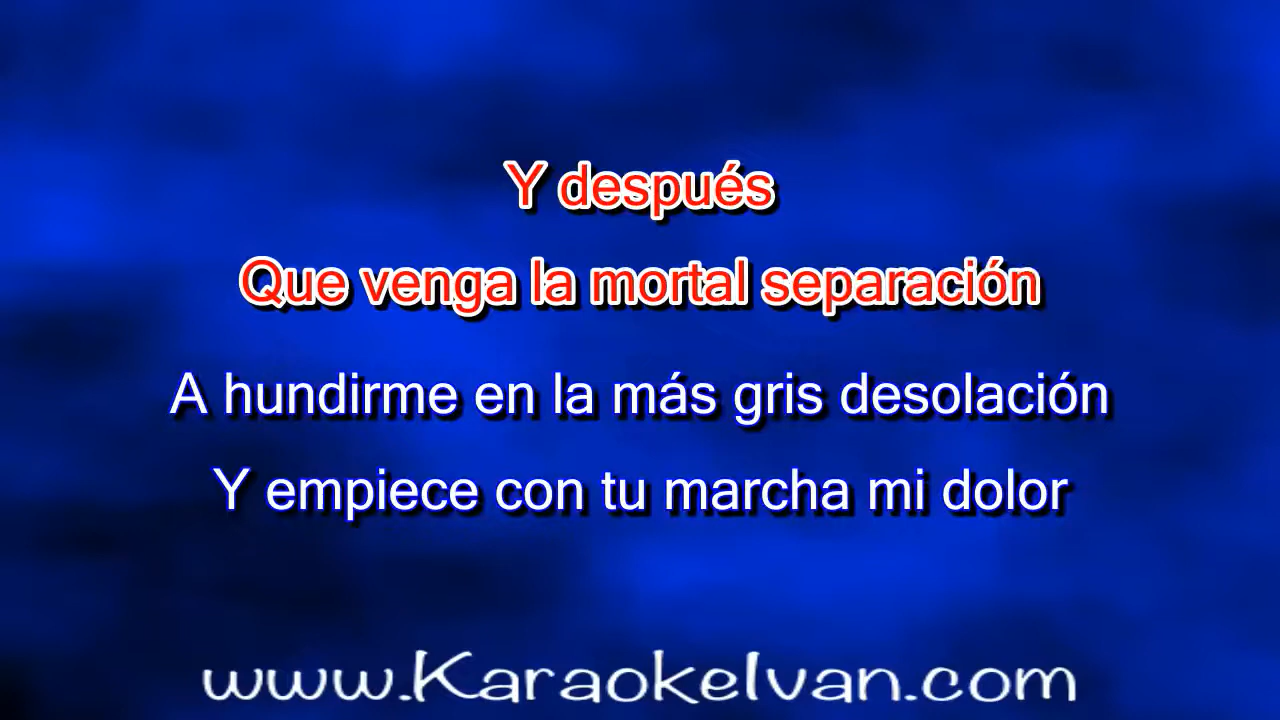 Y después
Que venga la mortal separación
A hundirme en la más gris desolación
Y empiece con tu marcha mi dolor
www.KaraokeIvan.com